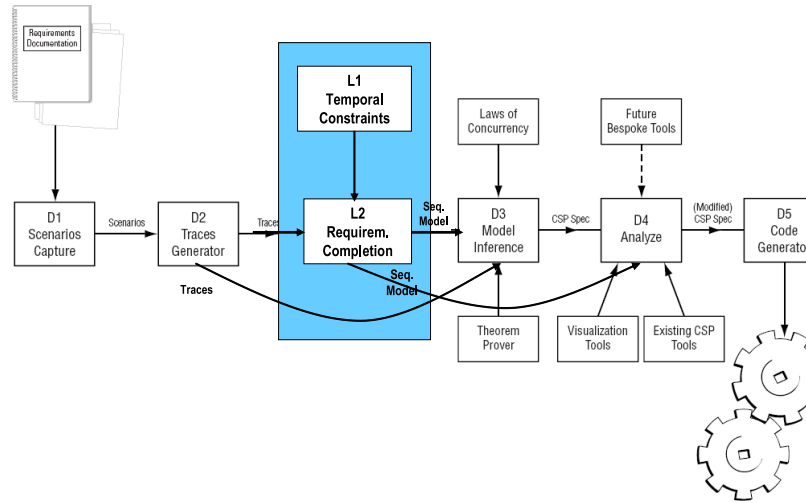 Requirements
Documentation
L1
Temporal
Constraints
Laws of
Concurrency
Future
Bespoke Tools
D1
Scenarios
Capture
Scenarios
D2
Traces
Generator
Traces
L2
Requirem.
Completion
Seq.
Model
D3
Model
Inference
CSP Spec
D4
Analyze
(Modified)
CSP Spec
D5
Code
Generator
Traces
Seq.
Model
Theorem
Prover
Visualization
Tools
Existing CSP
Tools